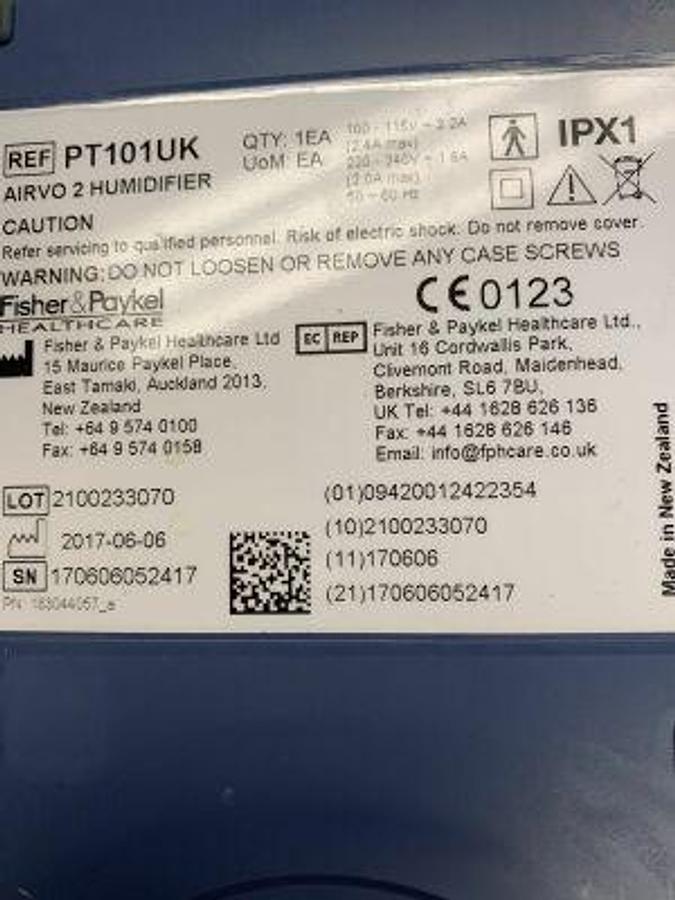 REF PT101UK
AIRVO 2 HUMIDIFIER
QTY: 1EA
UoM: EA
100 - 115V ~ 2.2A
(2.4A max)
220 - 240V ~ 1.8A
(2.0A max)
50 - 60 Hz
IPX1
CAUTION
Refer servicing to qualified personnel. Risk of electric shock. Do not remove cover.
WARNING: DO NOT LOOSEN OR REMOVE ANY CASE SCREWS
Fisher&Paykel
HEALTHCARE
Fisher & Paykel Healthcare Ltd
15 Maurice Paykel Place,
East Tamaki, Auckland 2013,
New Zealand
Tel: +64 9 574 0100
Fax: +64 9 574 0158
CE 0123
EC REP
Fisher & Paykel Healthcare Ltd.,
Unit 16 Cordwallis Park,
Clivemont Road, Maidenhead,
Berkshire, SL6 7BU,
UK Tel: +44 1628 626 136
Fax: +44 1628 626 146
Email: info@fphcare.co.uk
LOT 2100233070
2017-06-06
SN 170606052417
PN: 183044057_a
(01)09420012422354
(10)2100233070
(11)170606
(21)170606052417
Made in New Zealand